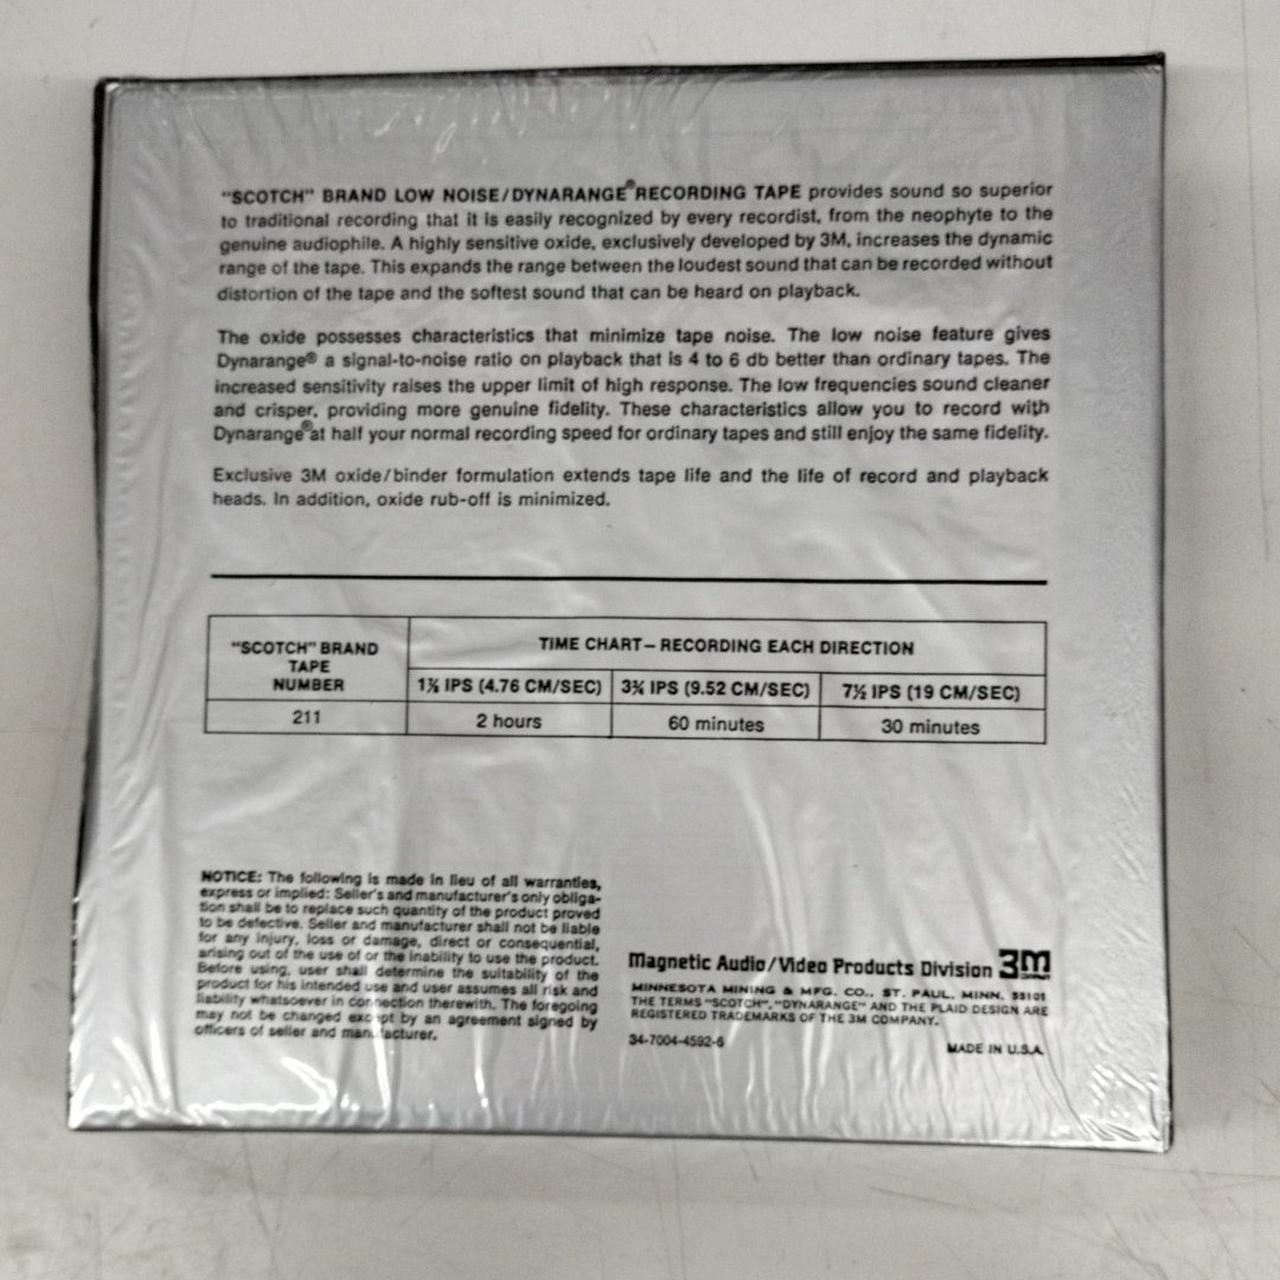 "SCOTCH" BRAND LOW NOISE/DYNARANGE® RECORDING TAPE provides sound so superior
to traditional recording that it is easily recognized by every recordist, from the neophyte to the
genuine audiophile. A highly sensitive oxide, exclusively developed by 3M, increases the dynamic
range of the tape. This expands the range between the loudest sound that can be recorded without
distortion of the tape and the softest sound that can be heard on playback.
The oxide possesses characteristics that minimize tape noise. The low noise feature gives
Dynarange® a signal-to-noise ratio on playback that is 4 to 6 db better than ordinary tapes. The
increased sensitivity raises the upper limit of high response. The low frequencies sound cleaner
and crisper, providing more genuine fidelity. These characteristics allow you to record with
Dynarange® at half your normal recording speed for ordinary tapes and still enjoy the same fidelity.
Exclusive 3M oxide/binder formulation extends tape life and the life of record and playback
heads. In addition, oxide rub-off is minimized.
"SCOTCH" BRAND
TAPE
NUMBER
TIME CHART – RECORDING EACH DIRECTION
1⅞ IPS (4.76 CM/SEC) 3¾ IPS (9.52 CM/SEC) 7½ IPS (19 CM/SEC)
211 2 hours 60 minutes 30 minutes
NOTICE: The following is made in lieu of all warranties,
express or implied: Seller's and manufacturer's only obliga-
tion shall be to replace such quantity of the product proved
to be defective. Seller and manufacturer shall not be liable
for any injury, loss or damage, direct or consequential,
arising out of the use of or the inability to use the product.
Before using, user shall determine the suitability of the
product for his intended use and user assumes all risk and
liability whatsoever in connection therewith. The foregoing
may not be changed except by an agreement signed by
officers of seller and manufacturer.
Magnetic Audio/Video Products Division 3M
COMPANY
MINNESOTA MINING & MFG. CO., ST. PAUL, MINN. 55101
THE TERMS "SCOTCH", "DYNARANGE" AND THE PLAID DESIGN ARE
REGISTERED TRADEMARKS OF THE 3M COMPANY.
34-7004-4592-6
MADE IN U.S.A.